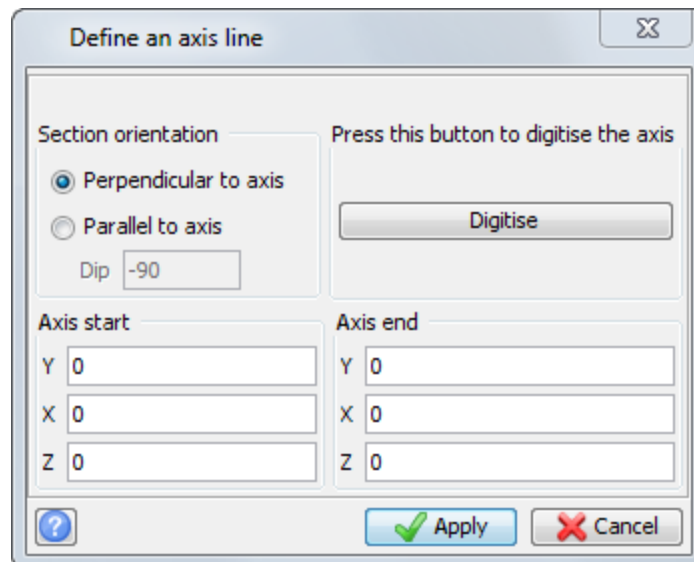 Define an axis line
Section orientation
Perpendicular to axis
Parallel to axis
Dip -90
Press this button to digitise the axis
Digitise
Axis start
Y 0
X 0
Z 0
Axis end
Y 0
X 0
Z 0
? Apply Cancel